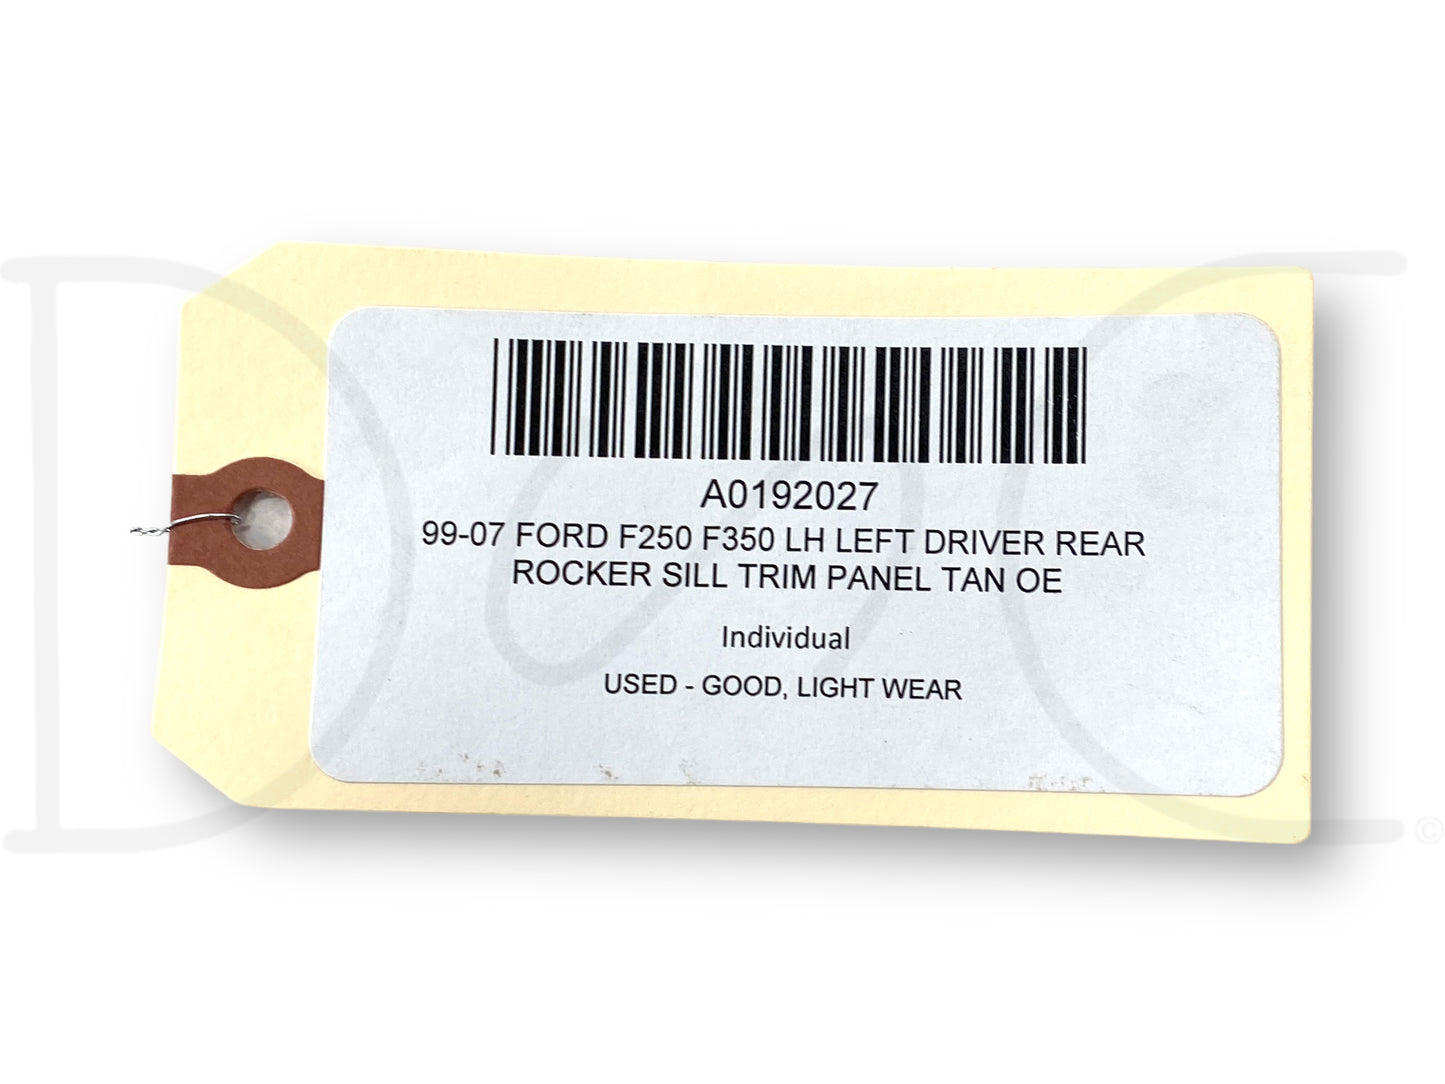 A0192027
99-07 FORD F250 F350 LH LEFT DRIVER REAR
ROCKER SILL TRIM PANEL TAN OE
Individual
USED - GOOD, LIGHT WEAR
©